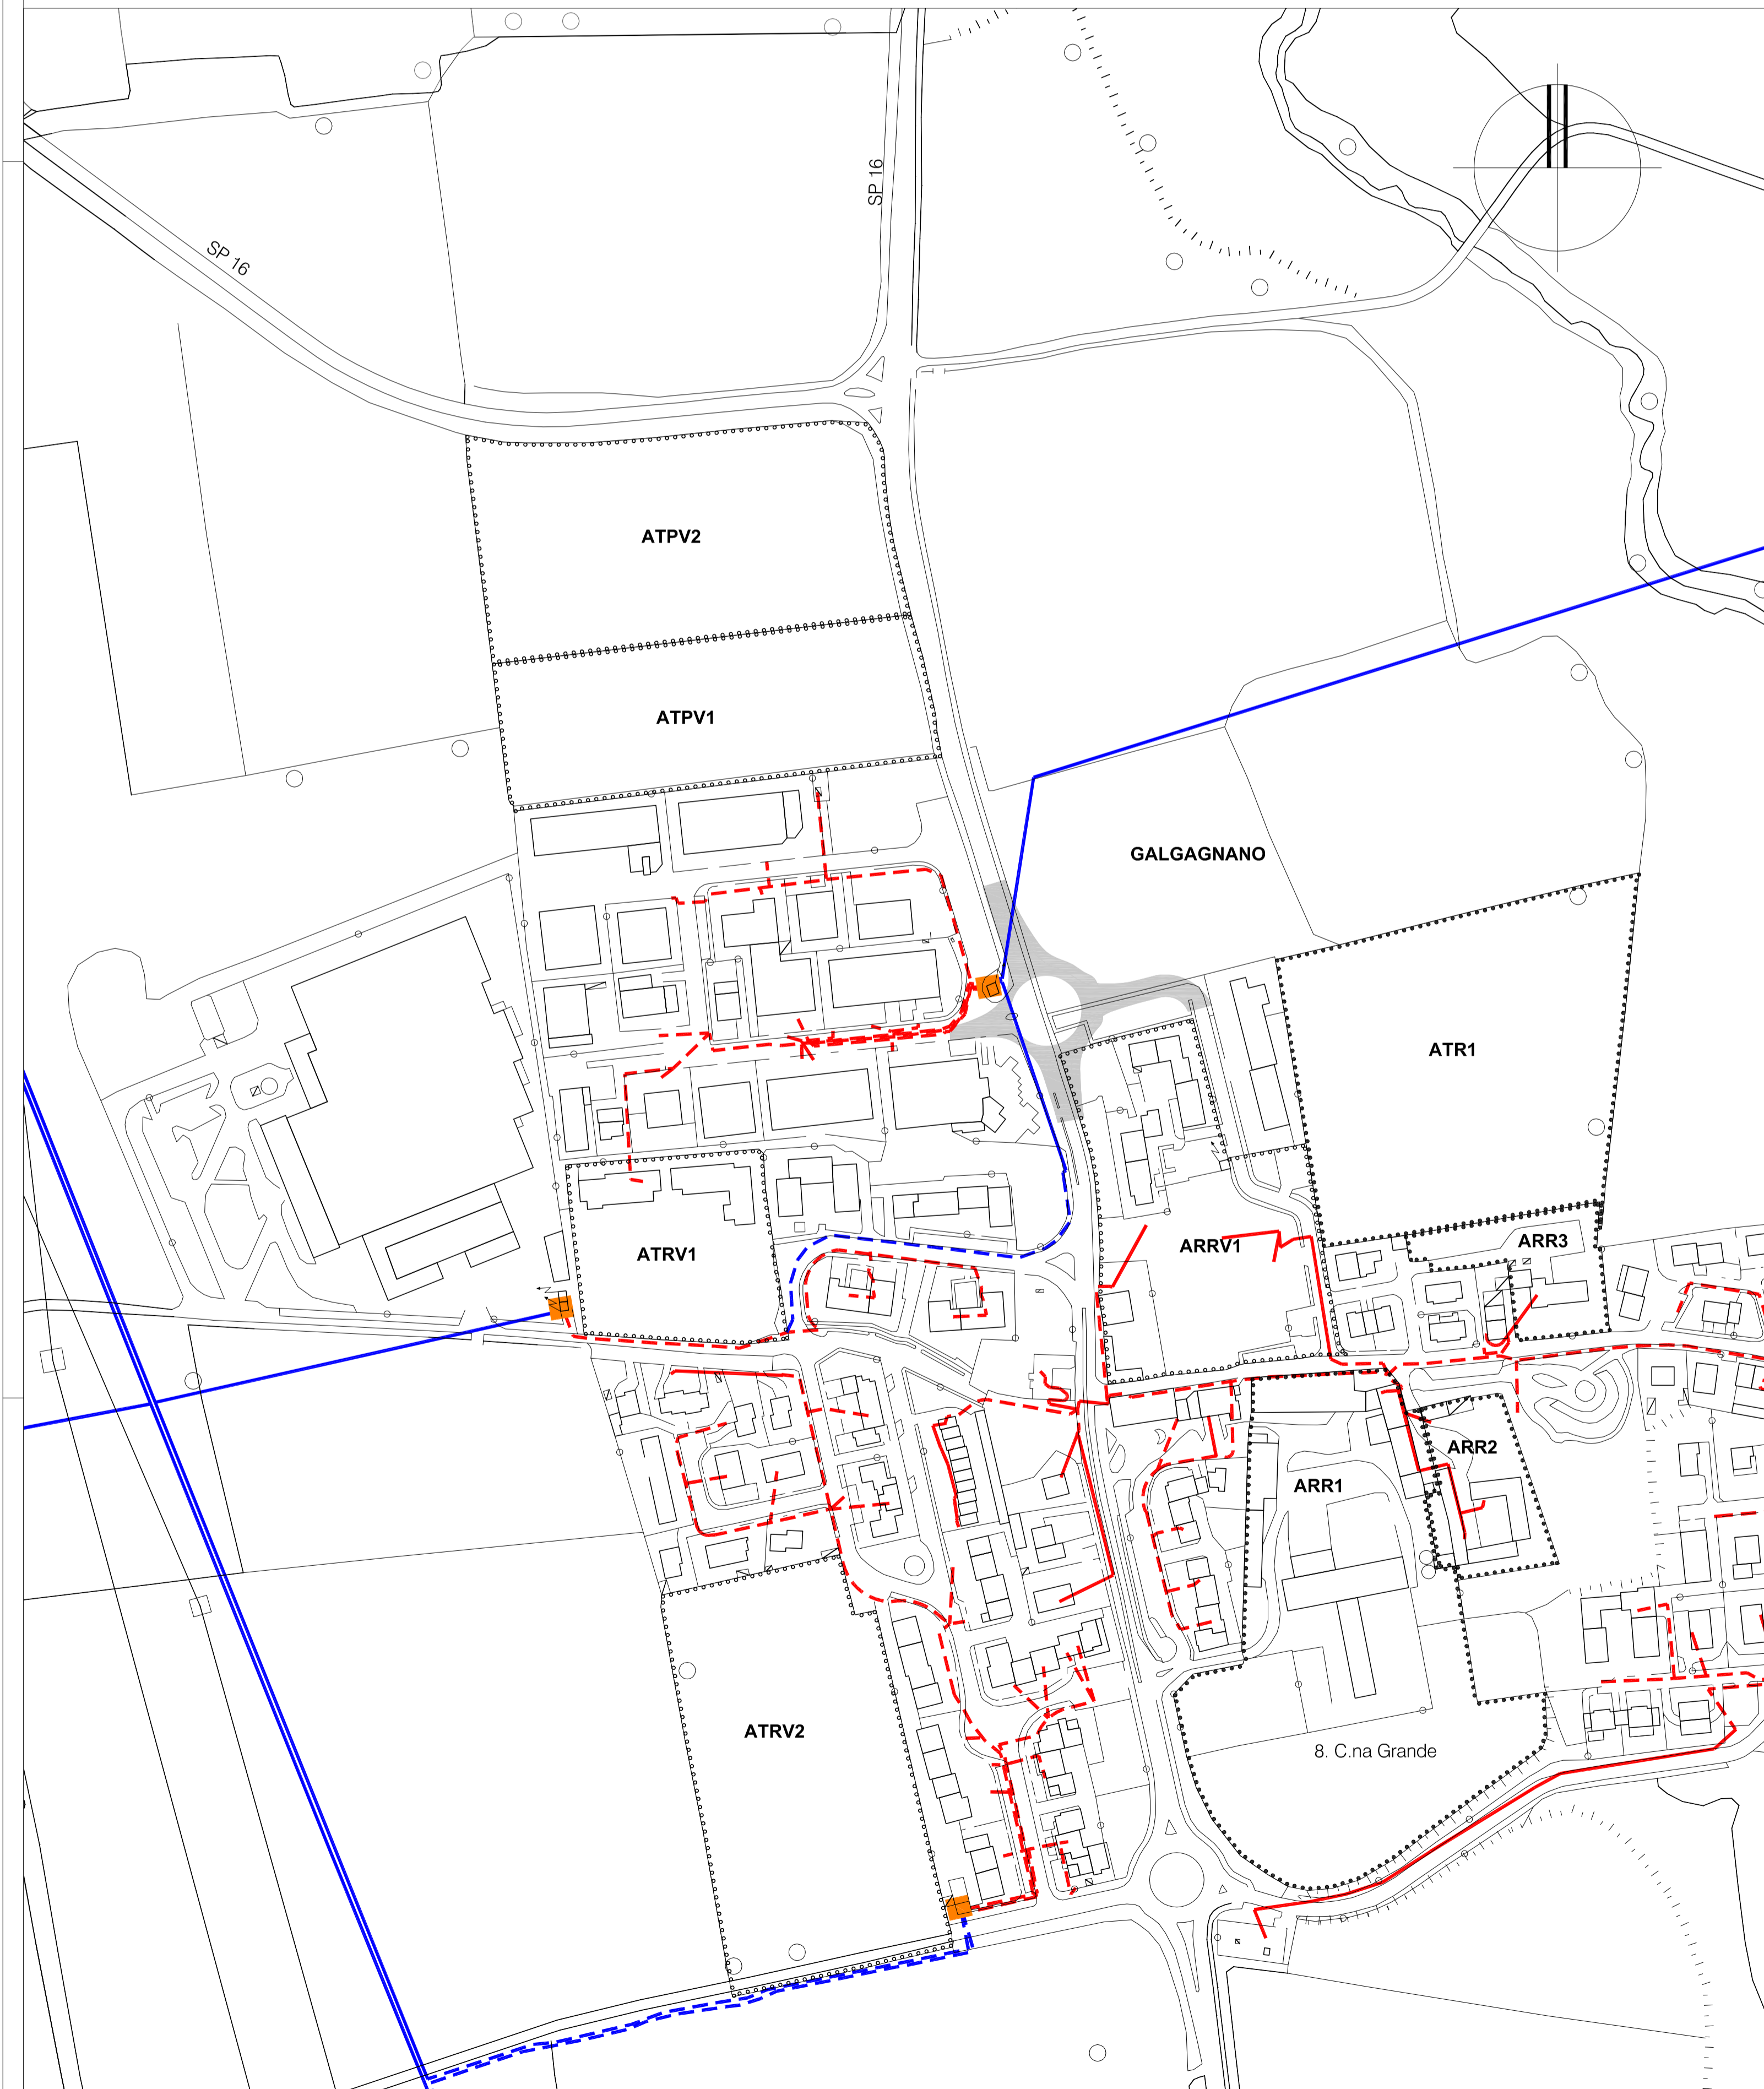 SP 16
SP 16
ATPV2
ATPV1
GALGAGNANO
ATR1
ARR3
ARRV1
ATRV1
ARR2
ARR1
ATRV2
8. C.na Grande